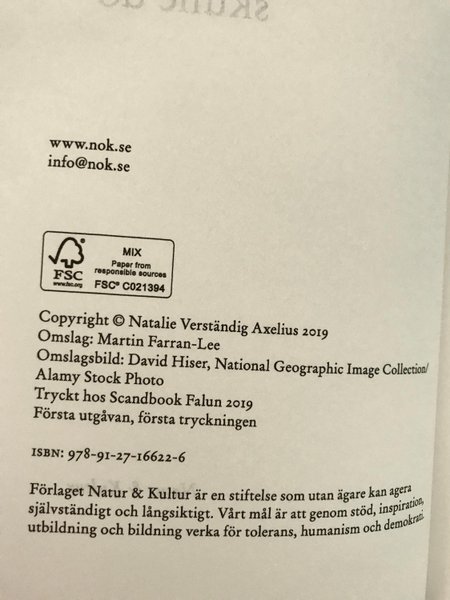 skulle dö
www.nok.se
info@nok.se
FSC
www.fsc.org
MIX
Paper from
responsible sources
FSC® C021394
Copyright © Natalie Verständig Axelius 2019
Omslag: Martin Farran-Lee
Omslagsbild: David Hiser, National Geographic Image Collection/
Alamy Stock Photo
Tryckt hos Scandbook Falun 2019
Första utgåvan, första tryckningen
ISBN: 978-91-27-16622-6
Förlaget Natur & Kultur är en stiftelse som utan ägare kan agera
självständigt och långsiktigt. Vårt mål är att genom stöd, inspiration,
utbildning och bildning verka för tolerans, humanism och demokrati.